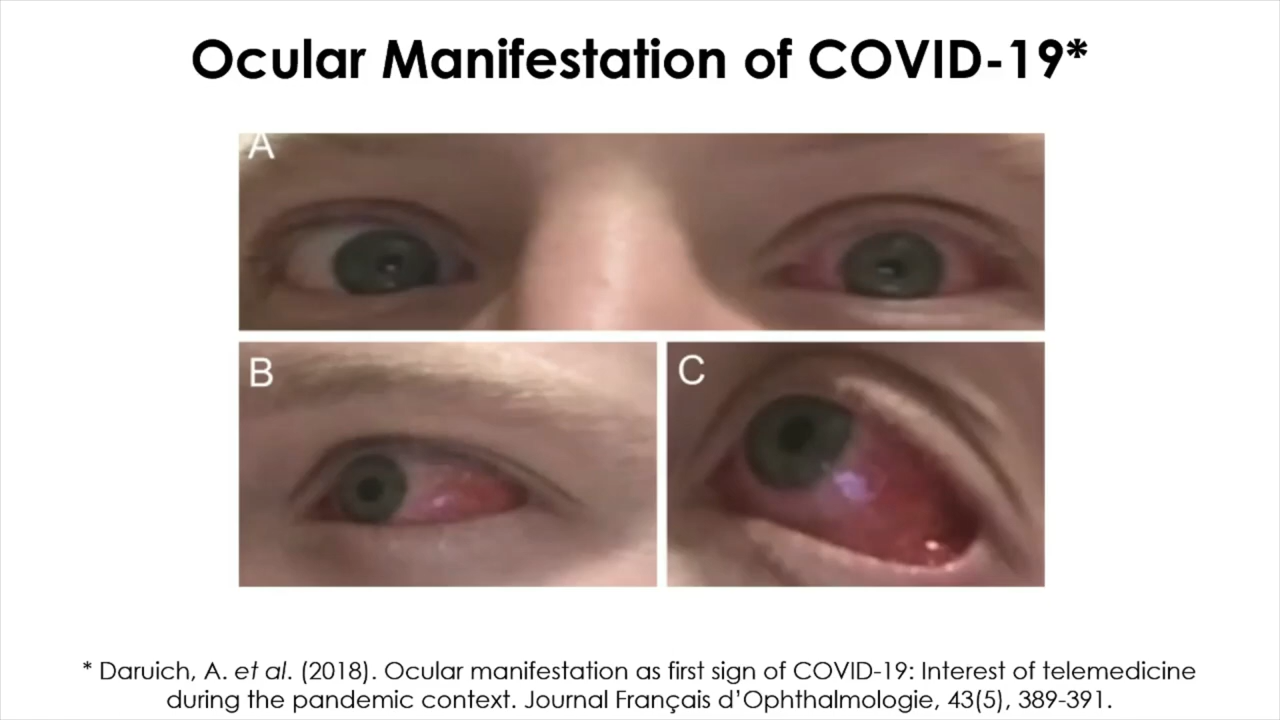 Ocular Manifestation of COVID-19*
A
B
C
* Daruich, A. et al. (2018). Ocular manifestation as first sign of COVID-19: Interest of telemedicine
during the pandemic context. Journal Français d’Ophthalmologie, 43(5), 389-391.